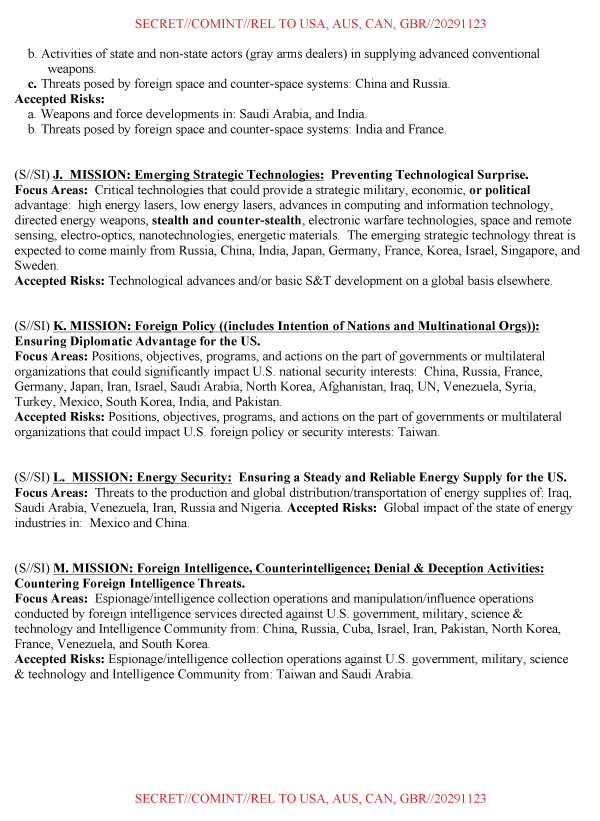 SECRET//COMINT//REL TO USA, AUS, CAN, GBR//20291123
b. Activities of state and non-state actors (gray arms dealers) in supplying advanced conventional
weapons.
c. Threats posed by foreign space and counter-space systems: China and Russia.
Accepted Risks:
a. Weapons and force developments in: Saudi Arabia, and India.
b. Threats posed by foreign space and counter-space systems: India and France.
(S//SI) J. MISSION: Emerging Strategic Technologies: Preventing Technological Surprise.
Focus Areas: Critical technologies that could provide a strategic military, economic, or political
advantage: high energy lasers, low energy lasers, advances in computing and information technology,
directed energy weapons, stealth and counter-stealth, electronic warfare technologies, space and remote
sensing, electro-optics, nanotechnologies, energetic materials. The emerging strategic technology threat is
expected to come mainly from Russia, China, India, Japan, Germany, France, Korea, Israel, Singapore, and
Sweden.
Accepted Risks: Technological advances and/or basic S&T development on a global basis elsewhere.
(S//SI) K. MISSION: Foreign Policy ((includes Intention of Nations and Multinational Orgs)):
Ensuring Diplomatic Advantage for the US.
Focus Areas: Positions, objectives, programs, and actions on the part of governments or multilateral
organizations that could significantly impact U.S. national security interests: China, Russia, France,
Germany, Japan, Iran, Israel, Saudi Arabia, North Korea, Afghanistan, Iraq, UN, Venezuela, Syria,
Turkey, Mexico, South Korea, India, and Pakistan.
Accepted Risks: Positions, objectives, programs, and actions on the part of governments or multilateral
organizations that could impact U.S. foreign policy or security interests: Taiwan.
(S//SI) L. MISSION: Energy Security: Ensuring a Steady and Reliable Energy Supply for the US.
Focus Areas: Threats to the production and global distribution/transportation of energy supplies of: Iraq,
Saudi Arabia, Venezuela, Iran, Russia and Nigeria. Accepted Risks: Global impact of the state of energy
industries in: Mexico and China.
(S//SI) M. MISSION: Foreign Intelligence, Counterintelligence; Denial & Deception Activities:
Countering Foreign Intelligence Threats.
Focus Areas: Espionage/intelligence collection operations and manipulation/influence operations
conducted by foreign intelligence services directed against U.S. government, military, science &
technology and Intelligence Community from: China, Russia, Cuba, Israel, Iran, Pakistan, North Korea,
France, Venezuela, and South Korea.
Accepted Risks: Espionage/intelligence collection operations against U.S. government, military, science
& technology and Intelligence Community from: Taiwan and Saudi Arabia.
SECRET//COMINT//REL TO USA, AUS, CAN, GBR//20291123